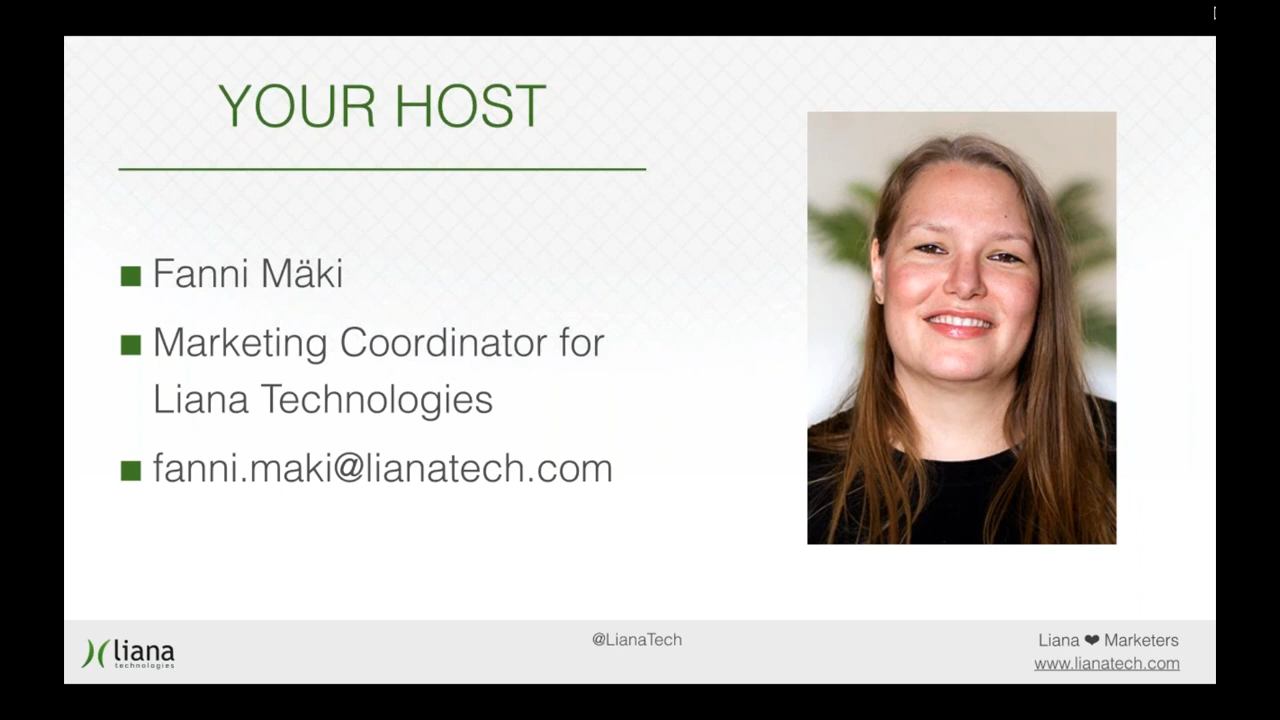 YOUR HOST
Fanni Mäki
Marketing Coordinator for
Liana Technologies
fanni.maki@lianatech.com
liana
technologies
@LianaTech
Liana ❤ Marketers
www.lianatech.com